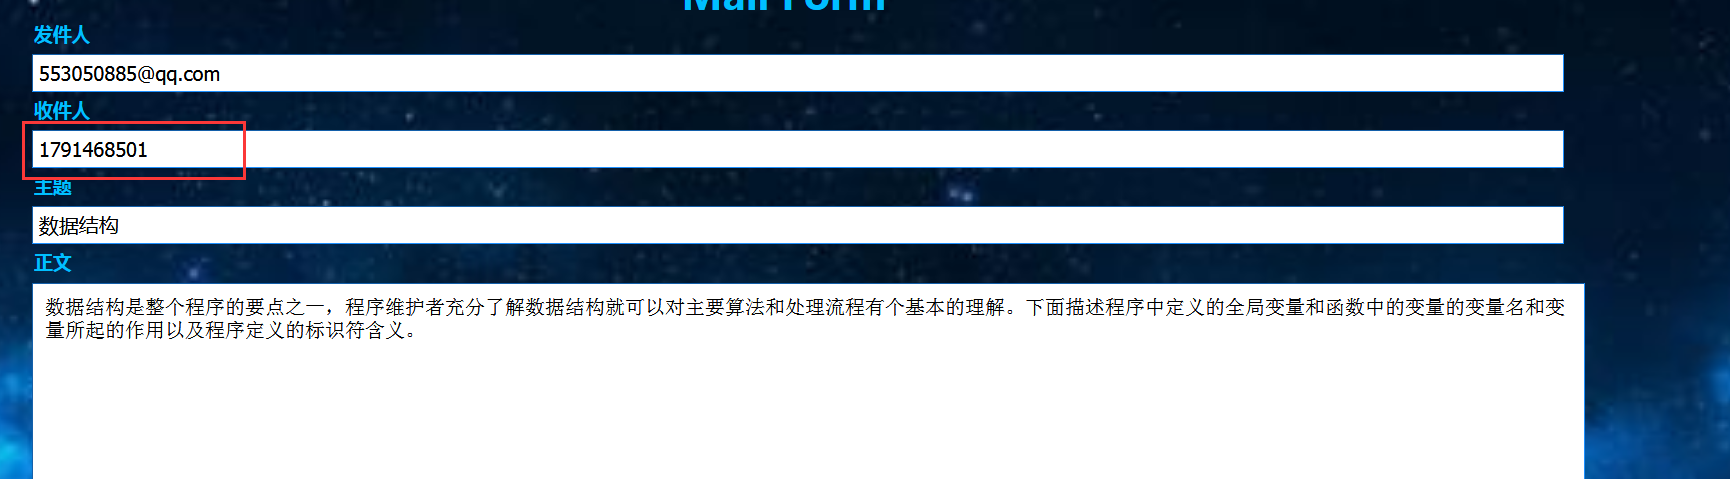 Mail Form
发件人
553050885@qq.com
收件人
1791468501
主题
数据结构
正文
数据结构是整个程序的要点之一，程序维护者充分了解数据结构就可以对主要算法和处理流程有个基本的理解。下面描述程序中定义的全局变量和函数中的变量的变量名和变
量所起的作用以及程序定义的标识符含义。